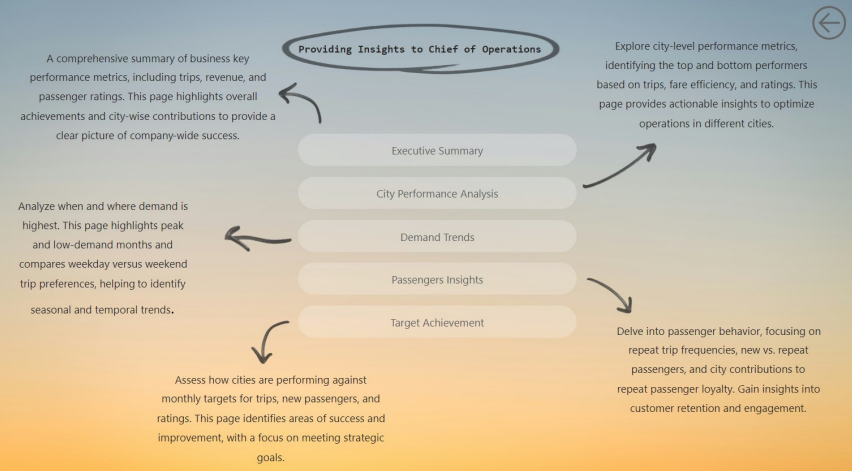 Providing Insights to Chief of Operations
A comprehensive summary of business key
performance metrics, including trips, revenue, and
passenger ratings. This page highlights overall
achievements and city-wise contributions to provide a
clear picture of company-wide success.
Explore city-level performance metrics,
identifying the top and bottom performers
based on trips, fare efficiency, and ratings. This
page provides actionable insights to optimize
operations in different cities.
Executive Summary
City Performance Analysis
Demand Trends
Passengers Insights
Target Achievement
Analyze when and where demand is
highest. This page highlights peak
and low-demand months and
compares weekday versus weekend
trip preferences, helping to identify
seasonal and temporal trends.
Delve into passenger behavior, focusing on
repeat trip frequencies, new vs. repeat
passengers, and city contributions to
repeat passenger loyalty. Gain insights into
customer retention and engagement.
Assess how cities are performing against
monthly targets for trips, new passengers, and
ratings. This page identifies areas of success and
improvement, with a focus on meeting strategic
goals.